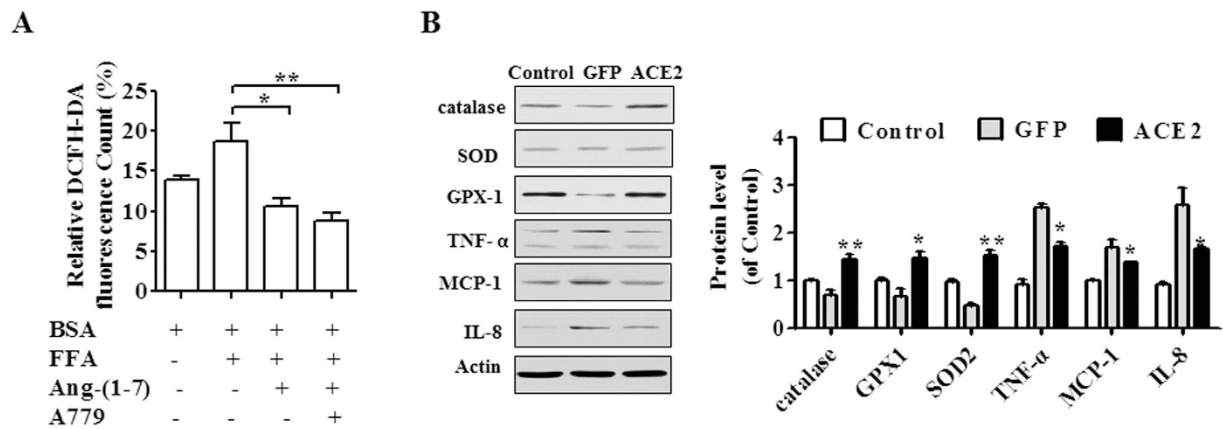 A
Relative DCFH-DA
fluorescence Count (%)
25
20
15
10
5
0
**
*
BSA + + + +
FFA - + + +
Ang-(1-7) - - + +
A779 - - - +
B
Control GFP ACE2
catalase
SOD
GPX-1
TNF-α
MCP-1
IL-8
Actin
Control GFP ACE2
Protein level
(of Control)
4
3
2
1
0
** * ** * * *
catalase GPX1 SOD2 TNF-α MCP-1 IL-8